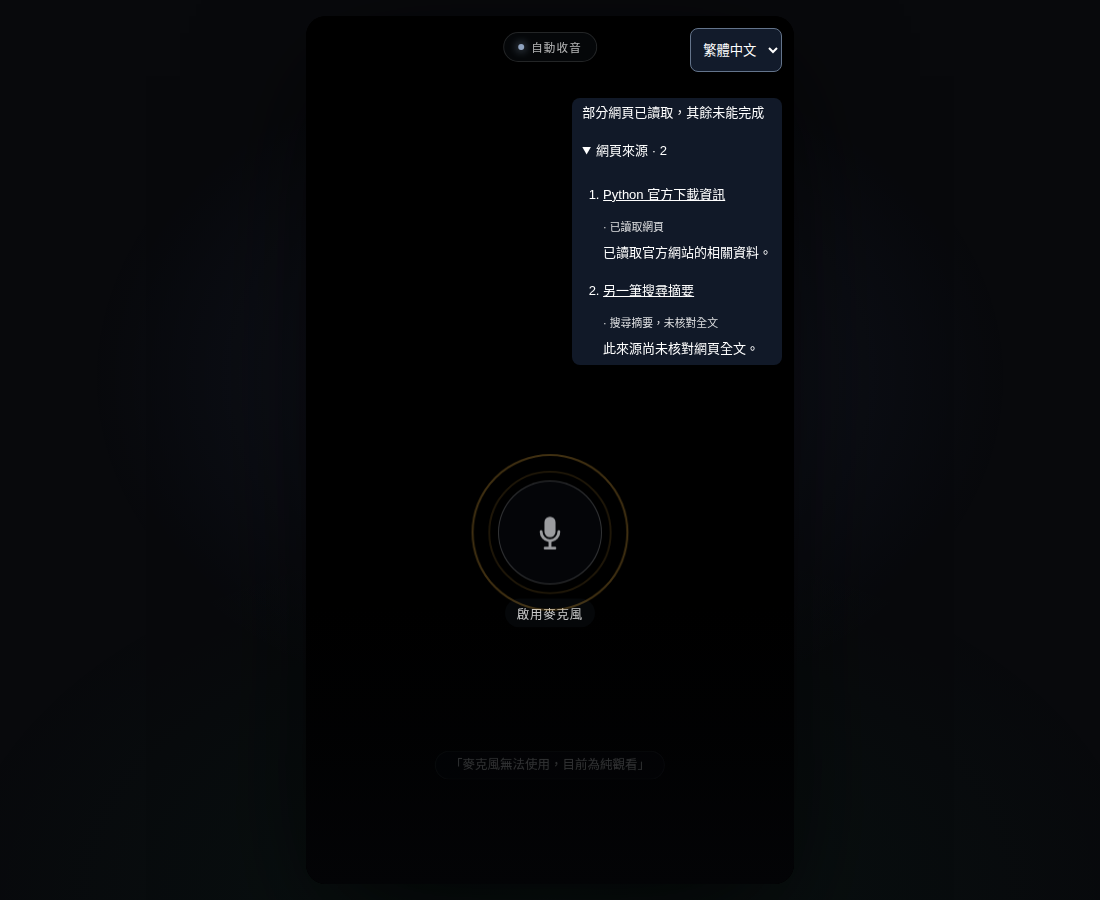 自動收音
繁體中文
部分網頁已讀取，其餘未能完成
▼ 網頁來源 · 2
1. Python 官方下載資訊
· 已讀取網頁
已讀取官方網站的相關資料。
2. 另一筆搜尋摘要
· 搜尋摘要，未核對全文
此來源尚未核對網頁全文。
啟用麥克風
「麥克風無法使用，目前為純觀看」